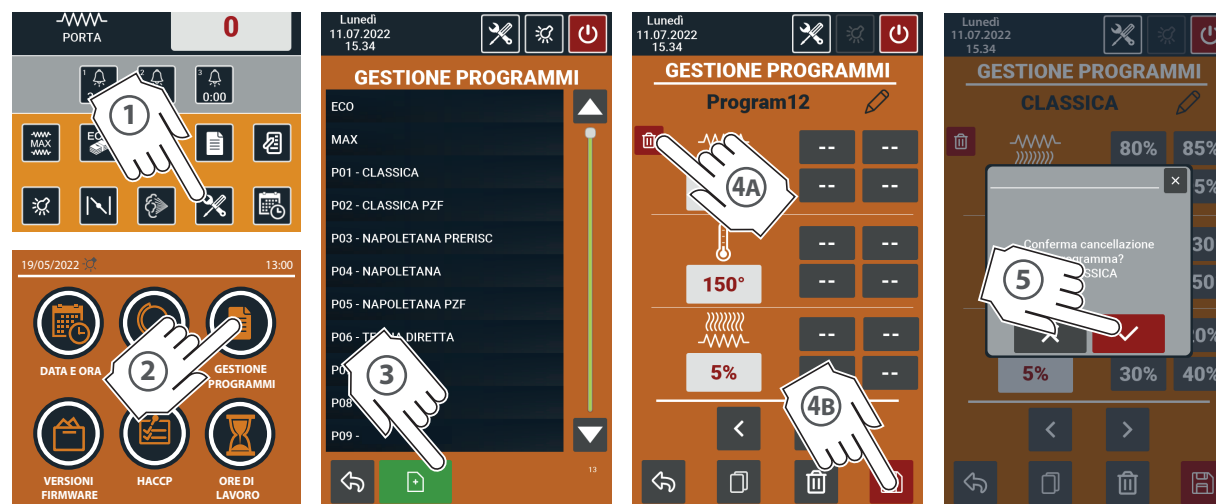 PORTA
0
1
2
3
0:00
1
MAX
19/05/2022
13:00
DATA E ORA
2
GESTIONE
PROGRAMMI
VERSIONI
FIRMWARE
HACCP
ORE DI
LAVORO
Lunedì
11.07.2022
15.34
GESTIONE PROGRAMMI
ECO
MAX
P01 - CLASSICA
P02 - CLASSICA PZF
P03 - NAPOLETANA PRERISC
P04 - NAPOLETANA
P05 - NAPOLETANA PZF
P06 - DIRETTA
3
P08
P09 -
13
Lunedì
11.07.2022
15.34
GESTIONE PROGRAMMI
Program12
-- --
4A
-- --
-- --
150° -- --
-- --
5% --
4B
Lunedì
11.07.2022
15.34
GESTIONE PROGRAMMI
CLASSICA
80% 85%
Conferma cancellazione
5
5% 30% 40%